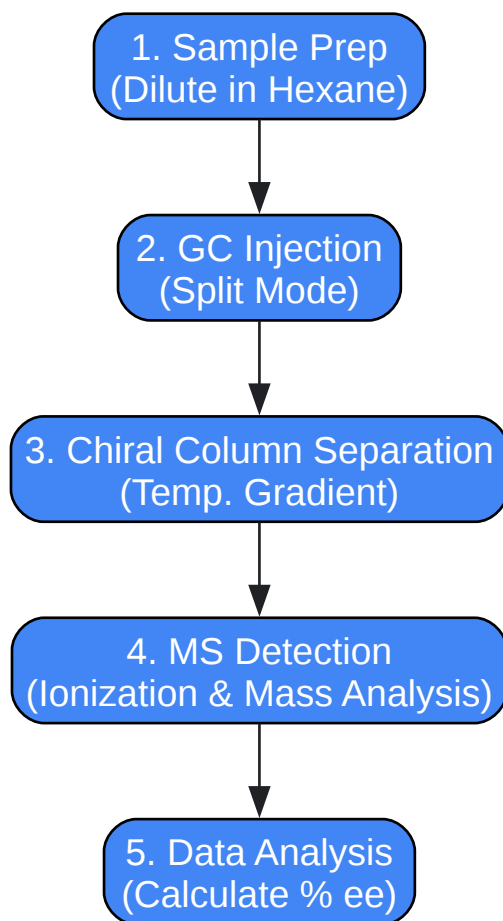 1. Sample Prep
(Dilute in Hexane)
2. GC Injection
(Split Mode)
3. Chiral Column Separation
(Temp. Gradient)
4. MS Detection
(Ionization & Mass Analysis)
5. Data Analysis
(Calculate % ee)